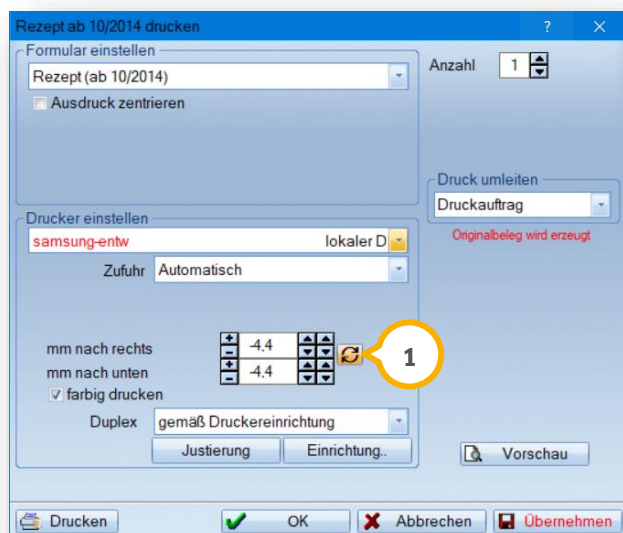 Rezept ab 10/2014 drucken
Formular einstellen
Rezept (ab 10/2014)
Ausdruck zentrieren
Anzahl 1
Druck umleiten
Druckauftrag
Originalbeleg wird erzeugt
Drucker einstellen
samsung-entw lokaler D
Zufuhr Automatisch
mm nach rechts -4,4
mm nach unten -4,4
1
farbig drucken
Duplex gemäß Druckereinrichtung
Justierung Einrichtung..
Vorschau
Drucken OK Abbrechen Übernehmen